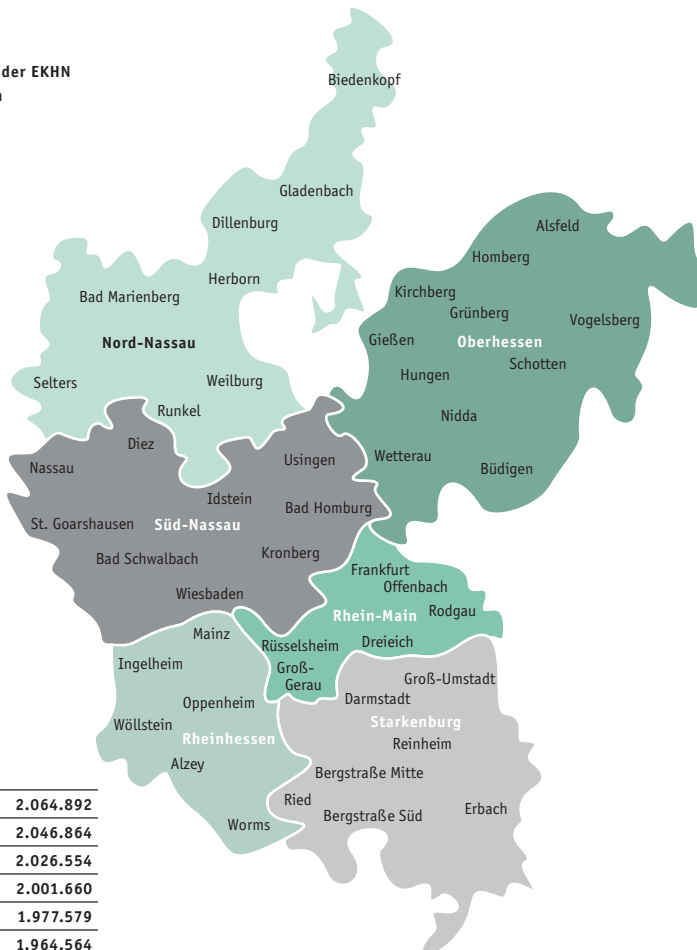 der EKHN
Biedenkopf
Gladenbach
Dillenburg
Alsfeld
Homberg
Herborn
Kirchberg
Bad Marienberg
Grünberg
Vogelsberg
Gießen
Oberhessen
Nord-Nassau
Schotten
Hungen
Selters
Weilburg
Runkel
Nidda
Diez
Wetterau
Usingen
Nassau
Büdigen
Idstein
Bad Homburg
St. Goarshausen
Süd-Nassau
Kronberg
Bad Schwalbach
Frankfurt
Offenbach
Wiesbaden
Rodgau
Rhein-Main
Mainz
Dreieich
Rüsselsheim
Ingelheim
Groß-
Gerau
Groß-Umstadt
Oppenheim
Darmstadt
Wöllstein
Starkenburg
Rheinhessen
Reinheim
Alzey
Bergstraße Mitte
Ried
Erbach
Bergstraße Süd
Worms
2.064.892
2.046.864
2.026.554
2.001.660
1.977.579
1.964.564